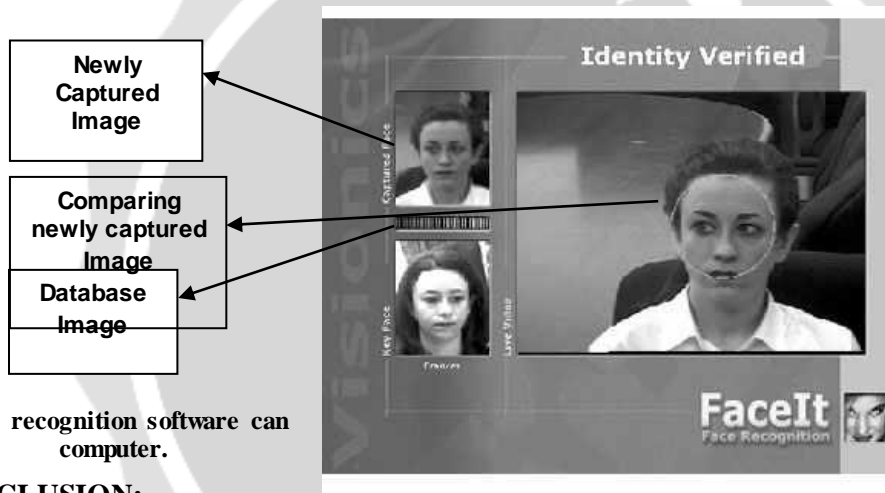 Newly
Captured
Image
Comparing
newly captured
Image
Database
Image
recognition software can
computer.
CLUSION:
visionics
Identity Verified
Captured Face
Key Face
Live Video
FaceIt
Face Recognition